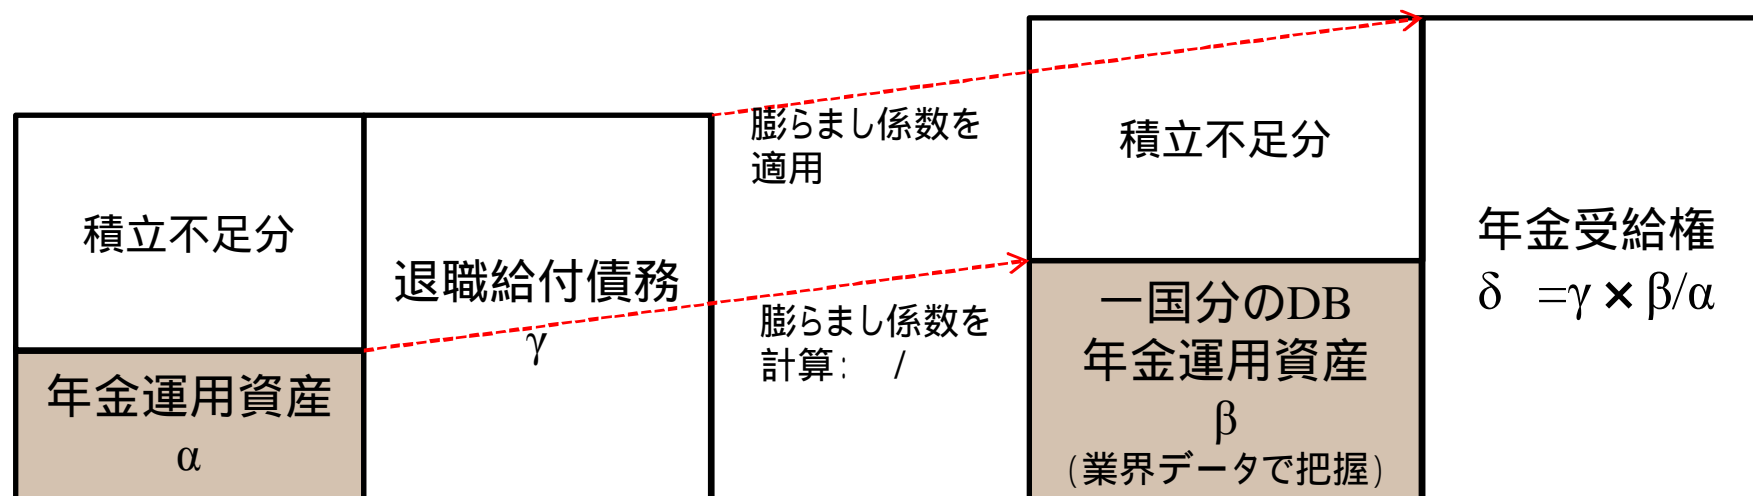 積立不足分
年金運用資産
α
退職給付債務
γ
膨らまし係数を
適用
膨らまし係数を
計算: /
積立不足分
一国分のDB
年金運用資産
β
(業界データで把握)
年金受給権
δ =γ × β/α